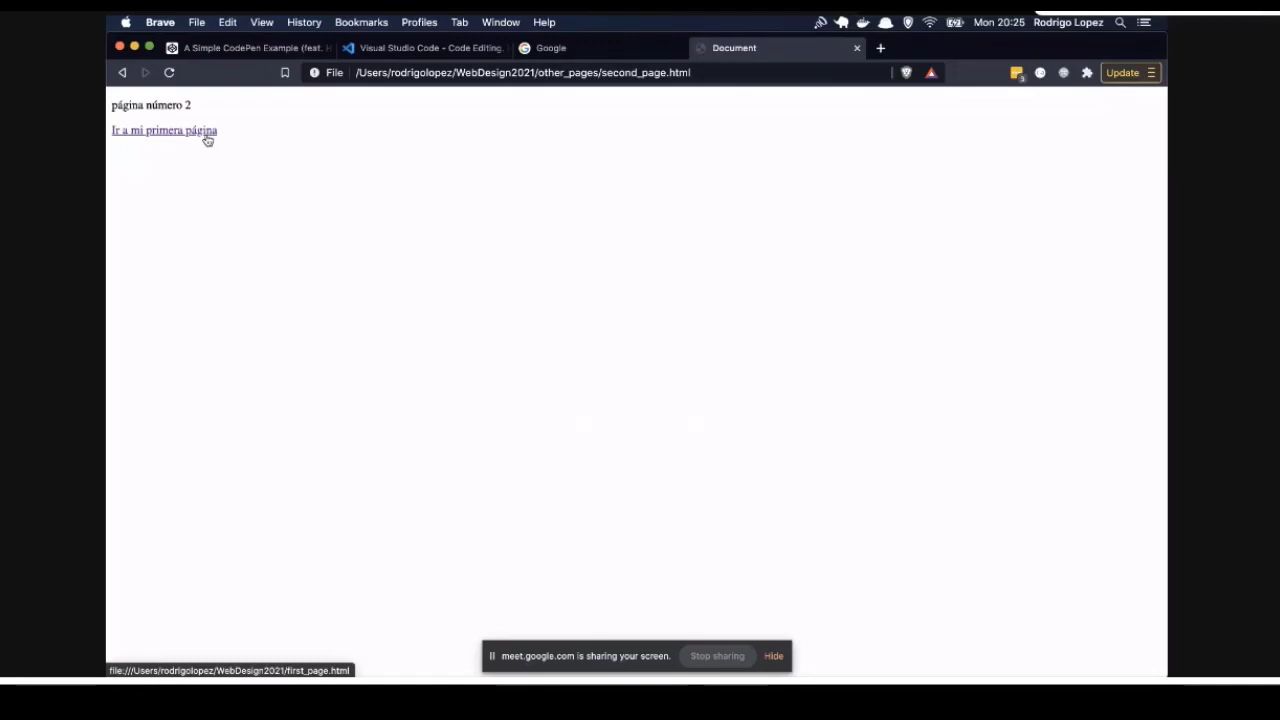 Brave File Edit View History Bookmarks Profiles Tab Window Help Mon 20:25 Rodrigo Lopez
A Simple CodePen Example (feat. Visual Studio Code - Code Editing. Google Document
File /Users/rodrigolopez/WebDesign2021/other_pages/second_page.html Update
página número 2
Ir a mi primera página
meet.google.com is sharing your screen. Stop sharing Hide
file:///Users/rodrigolopez/WebDesign2021/first_page.html